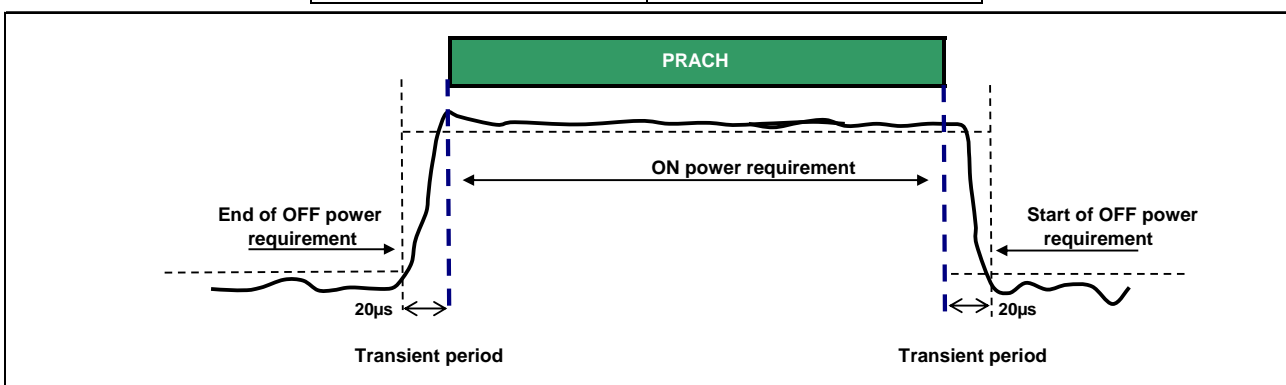 PRACH
ON power requirement
End of OFF power
requirement
Start of OFF power
requirement
20µs
20µs
Transient period
Transient period